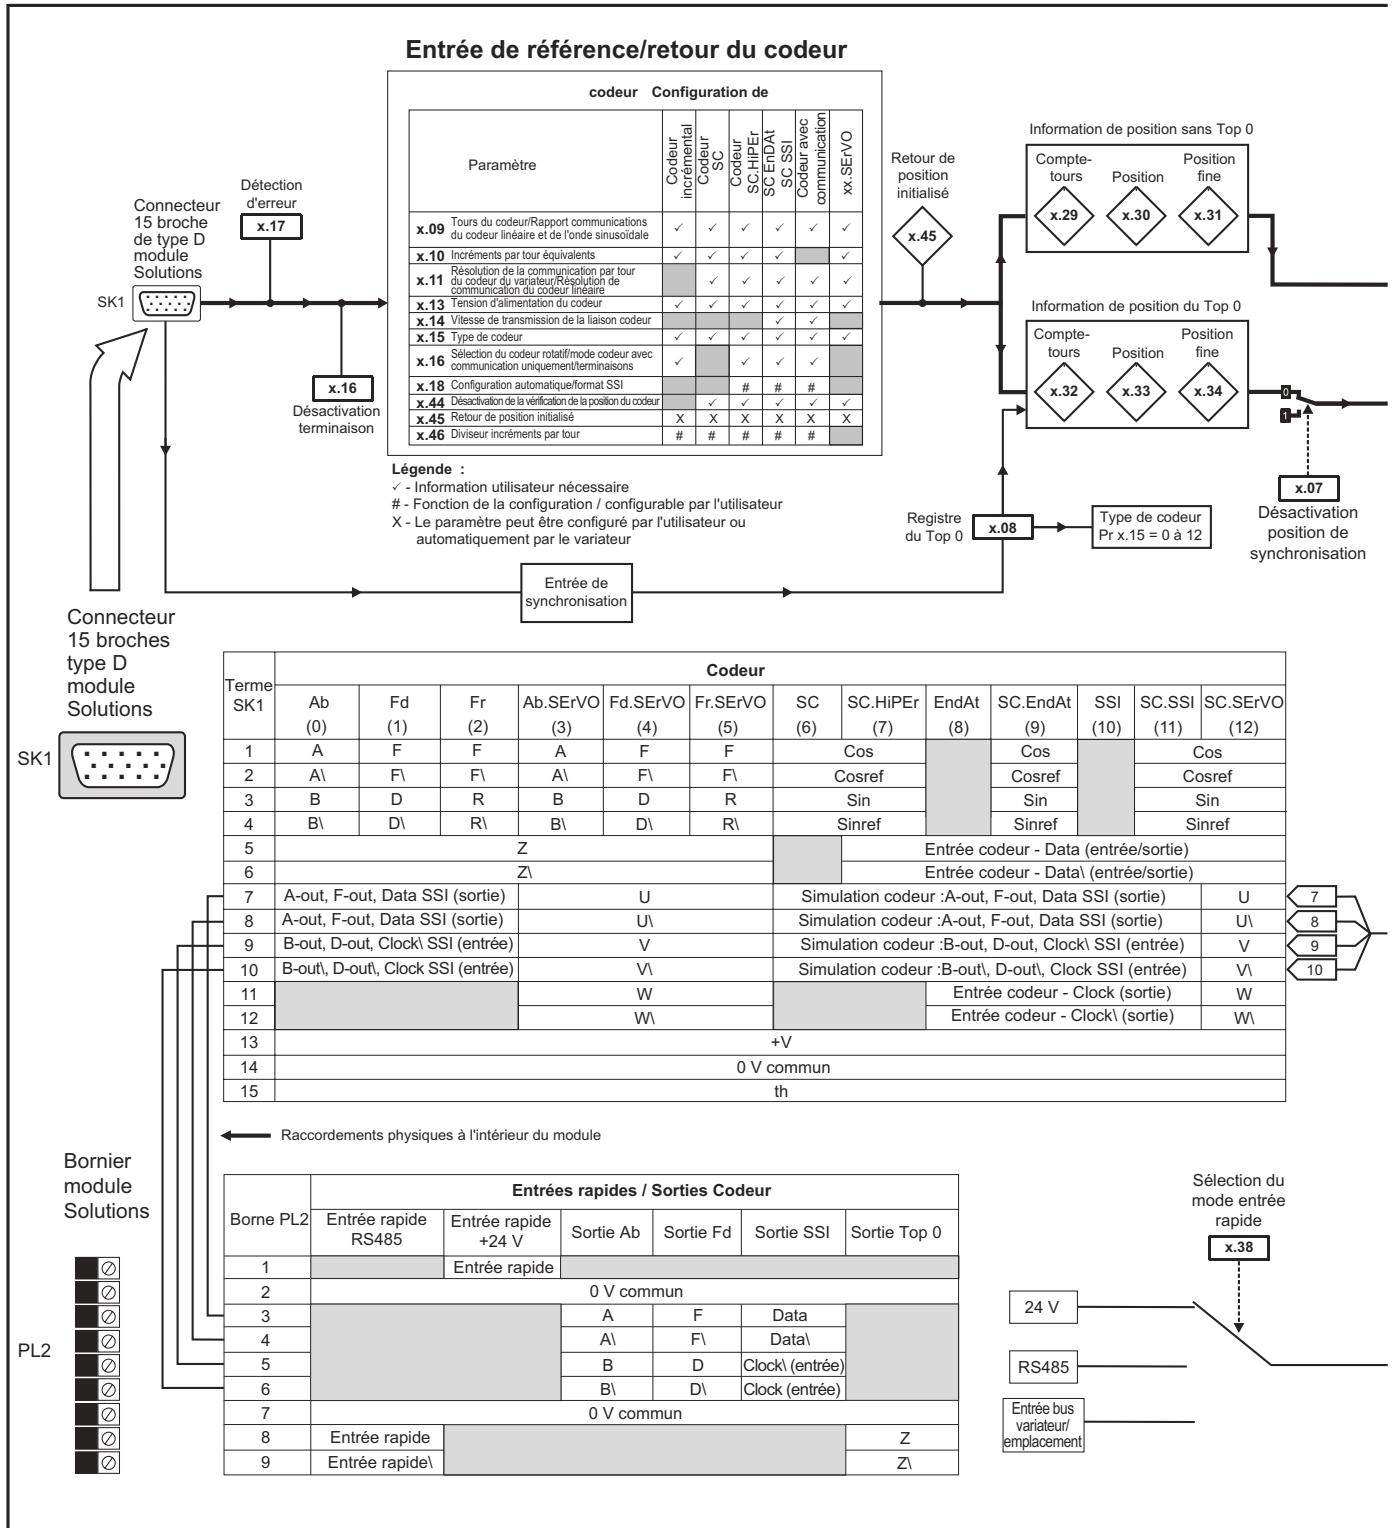 Entrée de référence/retour du codeur
codeur Configuration de
Paramètre
Codeur incrémental
Codeur SC
Codeur SC.HiPEr
SC EnDAt
SC SSI
Codeur avec communication
xx.SErVO
x.09 Tours du codeur/Rapport communications du codeur linéaire et de l'onde sinusoïdale ✓ ✓ ✓ ✓ ✓ ✓
x.10 Incréments par tour équivalents ✓ ✓ ✓ ✓ ✓
x.11 Résolution de la communication par tour du codeur du variateur/Résolution de communication du codeur linéaire ✓ ✓ ✓ ✓ ✓
x.13 Tension d'alimentation du codeur ✓ ✓ ✓ ✓ ✓ ✓
x.14 Vitesse de transmission de la liaison codeur ✓ ✓
x.15 Type de codeur ✓ ✓ ✓ ✓ ✓ ✓
x.16 Sélection du codeur rotatif/mode codeur avec communication uniquement/terminaisons ✓ ✓ ✓ ✓
x.18 Configuration automatique/format SSI # # #
x.44 Désactivation de la vérification de la position du codeur ✓ ✓ ✓ ✓ ✓
x.45 Retour de position initialisé X X X X X X
x.46 Diviseur incréments par tour # # # # #
Légende :
✓ - Information utilisateur nécessaire
# - Fonction de la configuration / configurable par l'utilisateur
X - Le paramètre peut être configuré par l'utilisateur ou
automatiquement par le variateur
Connecteur
15 broche
de type D
module
Solutions
SK1
Détection
d'erreur
x.17
x.16
Désactivation
terminaison
Retour de
position
initialisé
x.45
Information de position sans Top 0
Compte-
tours
Position
Position
fine
x.29 x.30 x.31
Information de position du Top 0
Compte-
tours
Position
Position
fine
x.32 x.33 x.34
0
1
x.07
Désactivation
position de
synchronisation
Registre
du Top 0
x.08
Type de codeur
Pr x.15 = 0 à 12
Entrée de
synchronisation
Connecteur
15 broches
type D
module
Solutions
SK1
Terme
SK1
Codeur
Ab Fd Fr Ab.SErVO Fd.SErVO Fr.SErVO SC SC.HiPEr EndAt SC.EndAt SSI SC.SSI SC.SErVO
(0) (1) (2) (3) (4) (5) (6) (7) (8) (9) (10) (11) (12)
1 A F F A F F Cos Cos Cos
2 A\ F\ F\ A\ F\ F\ Cosref Cosref Cosref
3 B D R B D R Sin Sin Sin
4 B\ D\ R\ B\ D\ R\ Sinref Sinref Sinref
5 Z Entrée codeur - Data (entrée/sortie)
6 Z\ Entrée codeur - Data\ (entrée/sortie)
7 A-out, F-out, Data SSI (sortie) U Simulation codeur :A-out, F-out, Data SSI (sortie) U 7
8 A-out, F-out, Data SSI (sortie) U\ Simulation codeur :A-out, F-out, Data SSI (sortie) U\ 8
9 B-out, D-out, Clock\ SSI (entrée) V Simulation codeur :B-out, D-out, Clock\ SSI (entrée) V 9
10 B-out\, D-out\, Clock SSI (entrée) V\ Simulation codeur :B-out\, D-out\, Clock SSI (entrée) V\ 10
11 W Entrée codeur - Clock (sortie) W
12 W\ Entrée codeur - Clock\ (sortie) W\
13 +V
14 0 V commun
15 th
Raccordements physiques à l'intérieur du module
Bornier
module
Solutions
PL2
Borne PL2
Entrées rapides / Sorties Codeur
Entrée rapide
RS485
Entrée rapide
+24 V
Sortie Ab
Sortie Fd
Sortie SSI
Sortie Top 0
1 Entrée rapide
2 0 V commun
3 A F Data
4 A\ F\ Data\
5 B D Clock\ (entrée)
6 B\ D\ Clock (entrée)
7 0 V commun
8 Entrée rapide Z
9 Entrée rapide\ Z\
Sélection du
mode entrée
rapide
x.38
24 V
RS485
Entrée bus
variateur/
emplacement